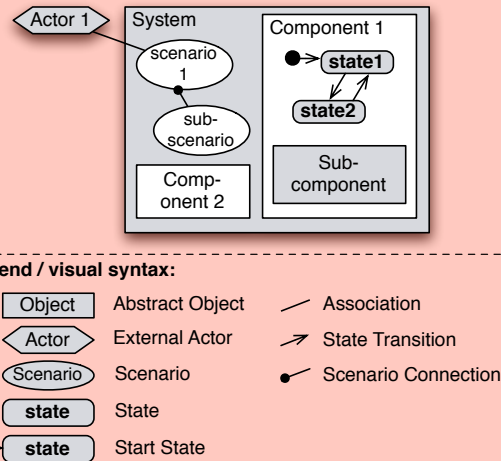 Actor 1
System
scenario
1
sub-
scenario
Comp-
onent 2
Component 1
state1
state2
Sub-
component
end / visual syntax:
Object
Abstract Object
Association
Actor
External Actor
State Transition
Scenario
Scenario
Scenario Connection
state
State
state
Start State